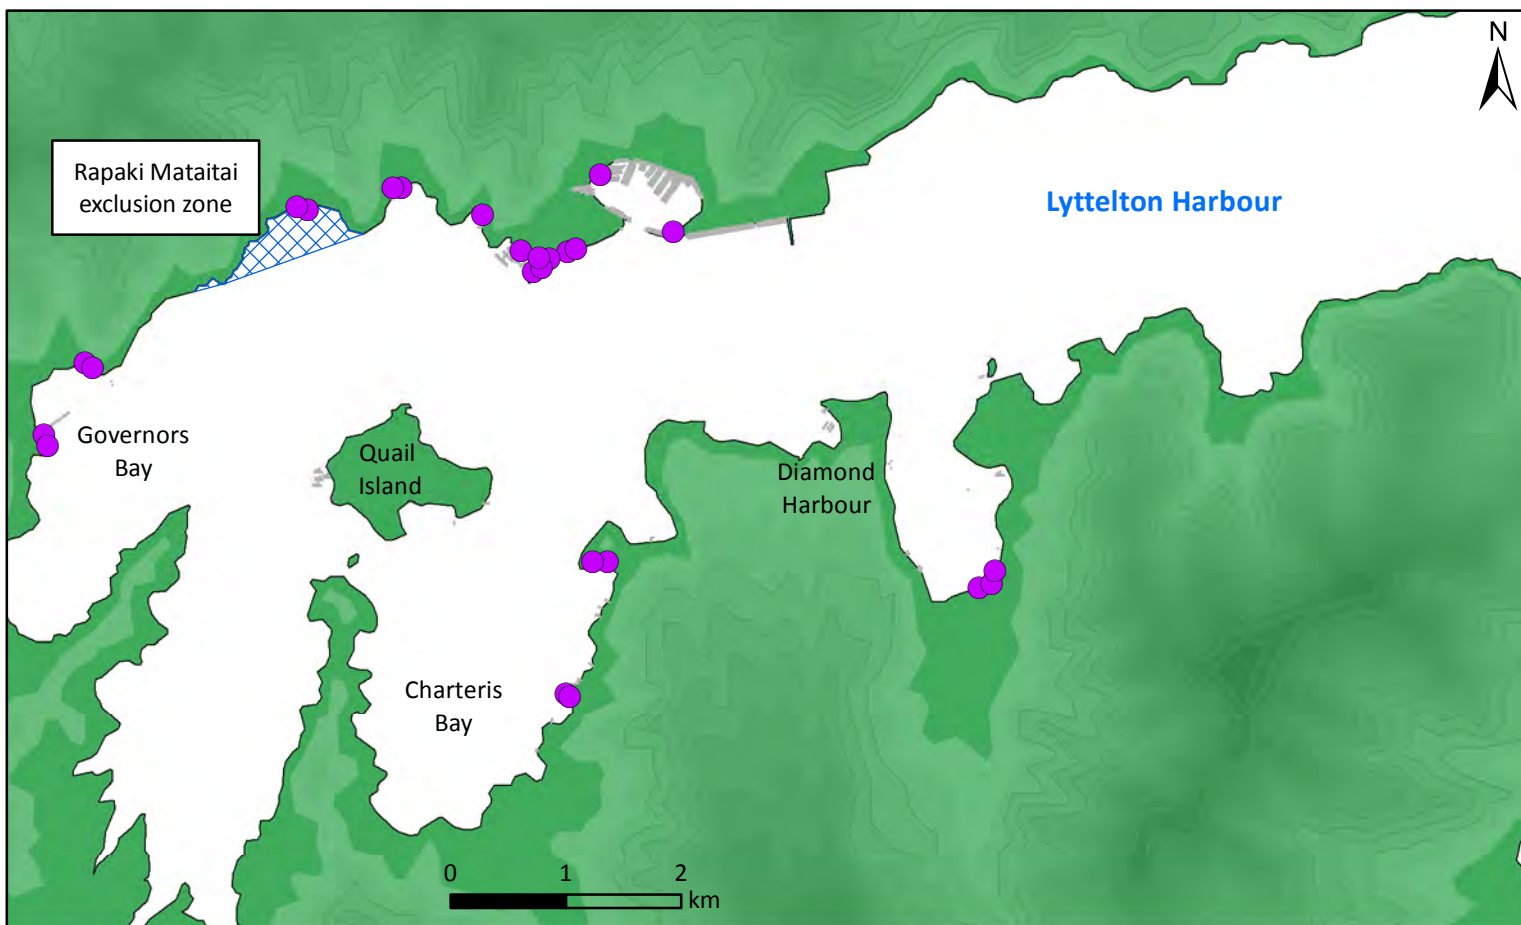 N
Rapaki Mataitai
exclusion zone
Lyttelton Harbour
Governors
Bay
Quail
Island
Diamond
Harbour
Charteris
Bay
0 1 2
km